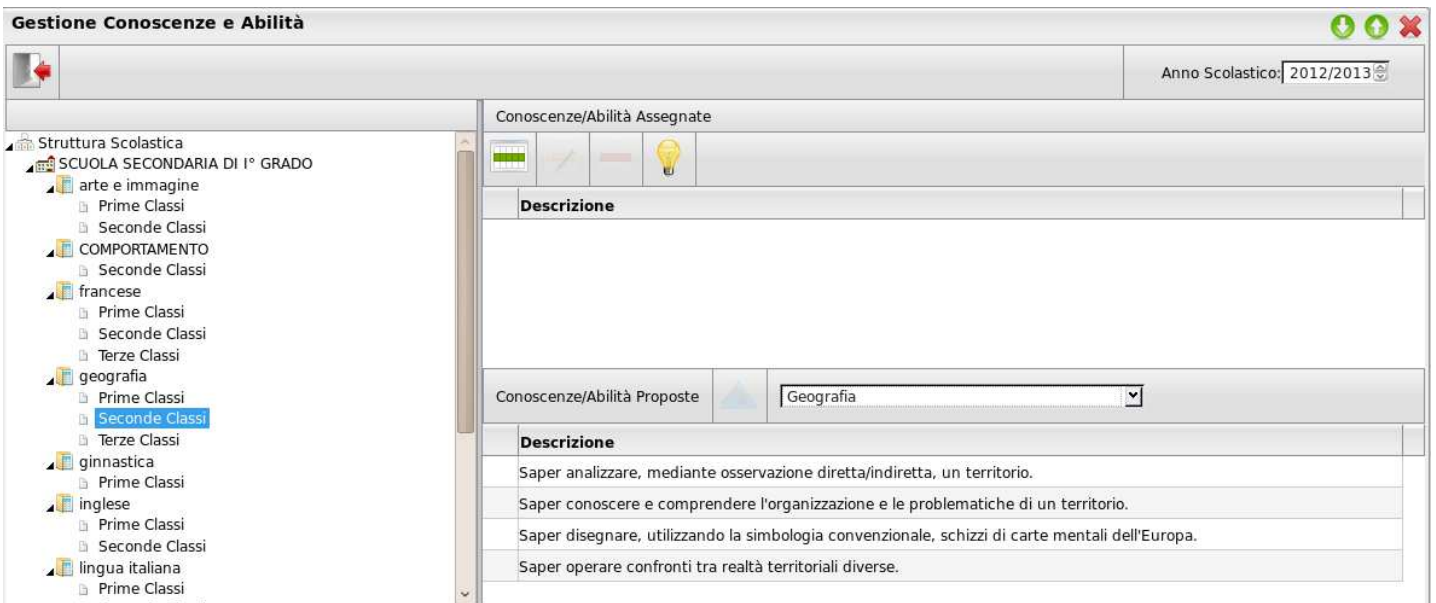 Gestione Conoscenze e Abilità
Anno Scolastico: 2012/2013
Struttura Scolastica
SCUOLA SECONDARIA DI I° GRADO
arte e immagine
Prime Classi
Seconde Classi
COMPORTAMENTO
Seconde Classi
francese
Prime Classi
Seconde Classi
Terze Classi
geografia
Prime Classi
Seconde Classi
Terze Classi
ginnastica
Prime Classi
inglese
Prime Classi
Seconde Classi
lingua italiana
Prime Classi
Conoscenze/Abilità Assegnate
Descrizione
Conoscenze/Abilità Proposte
Geografia
Descrizione
Saper analizzare, mediante osservazione diretta/indiretta, un territorio.
Saper conoscere e comprendere l'organizzazione e le problematiche di un territorio.
Saper disegnare, utilizzando la simbologia convenzionale, schizzi di carte mentali dell'Europa.
Saper operare confronti tra realtà territoriali diverse.